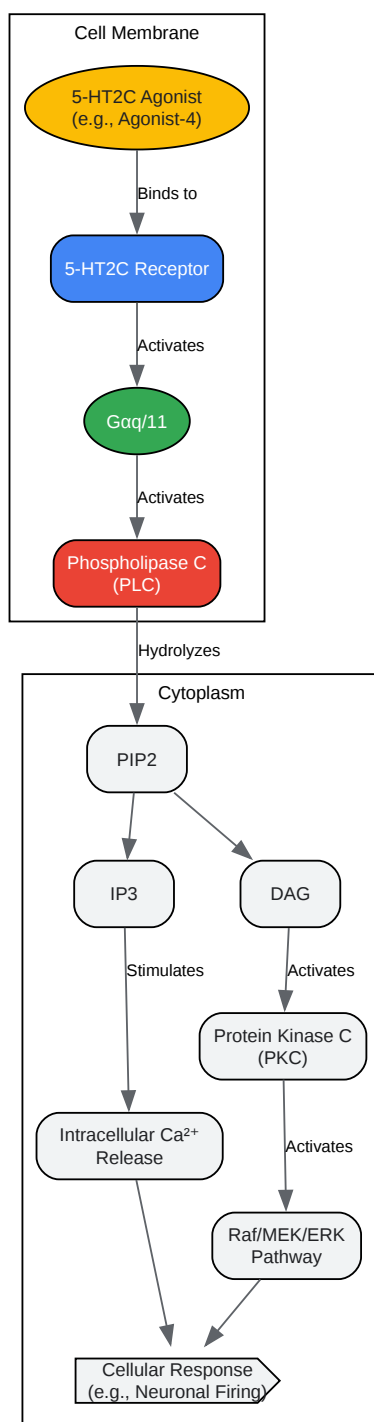 Cell Membrane
5-HT2C Agonist
(e.g., Agonist-4)
Binds to
5-HT2C Receptor
Activates
Gαq/11
Activates
Phospholipase C
(PLC)
Hydrolyzes
Cytoplasm
PIP2
IP3
DAG
Stimulates
Activates
Protein Kinase C
(PKC)
Intracellular Ca²⁺
Release
Activates
Raf/MEK/ERK
Pathway
Cellular Response
(e.g., Neuronal Firing)